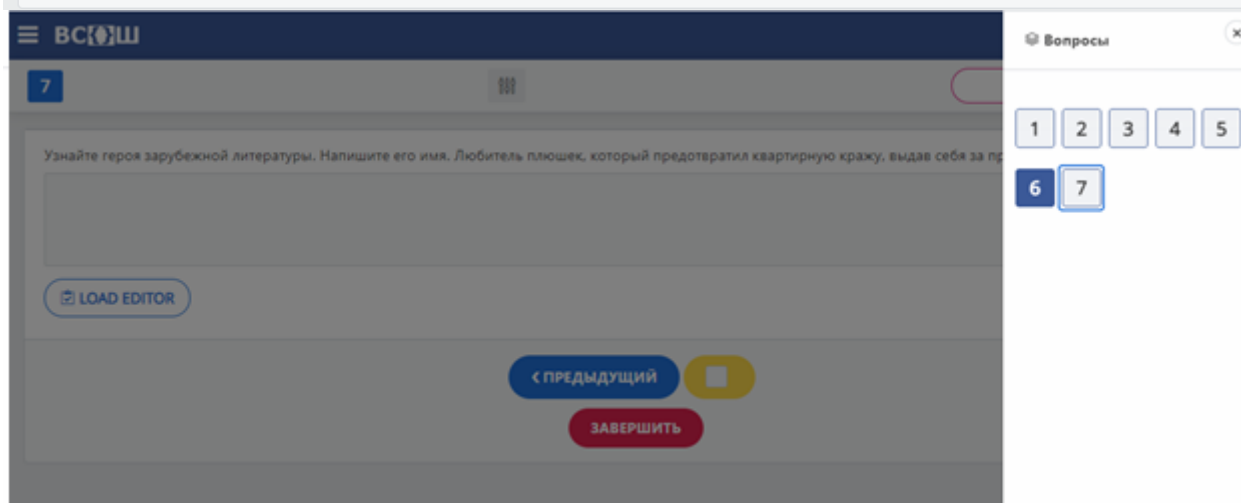 ВС[0]Ш
Вопросы
7
1 2 3 4 5
Узнайте героя зарубежной литературы. Напишите его имя. Любитель плюшек, который предотвратил квартирную кражу, выдав себя за пр
6 7
LOAD EDITOR
ПРЕДЫДУЩИЙ
ЗАВЕРШИТЬ